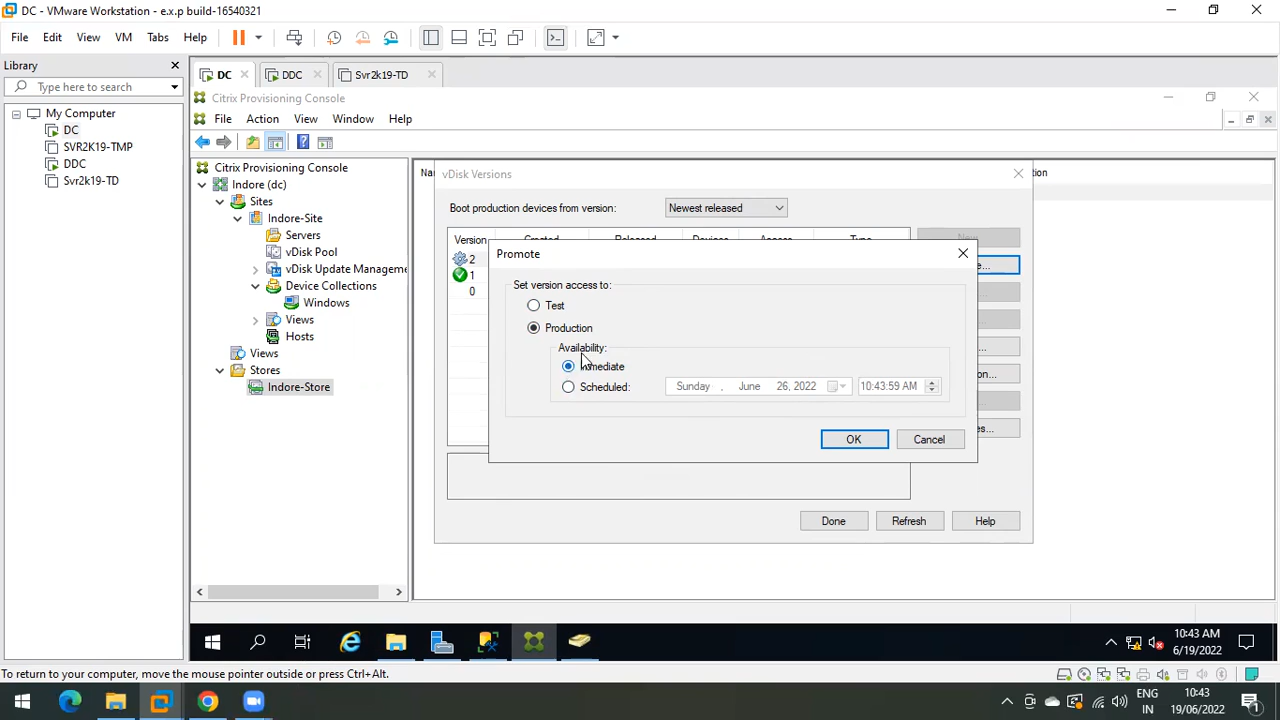 DC - VMware Workstation - e.x.p build-16540321
File Edit View VM Tabs Help
Library
DC
DDC
Svr2k19-TD
Type here to search
Citrix Provisioning Console
My Computer
DC
SVR2K19-TMP
DDC
Svr2k19-TD
File Action View Window Help
Citrix Provisioning Console
Indore (dc)
Sites
Indore-Site
Servers
vDisk Pool
vDisk Update Manageme
Device Collections
Windows
Views
Hosts
Views
Stores
Indore-Store
vDisk Versions
Boot production devices from version:
Newest released
Version
2
1
0
Promote
Set version access to:
Test
Production
Availability:
Scheduled:
Sunday , June 26, 2022
10:43:59 AM
OK
Cancel
Done
Refresh
Help
10:43 AM
6/19/2022
To return to your computer, move the mouse pointer outside or press Ctrl+Alt.
ENG
IN
10:43
19/06/2022
1